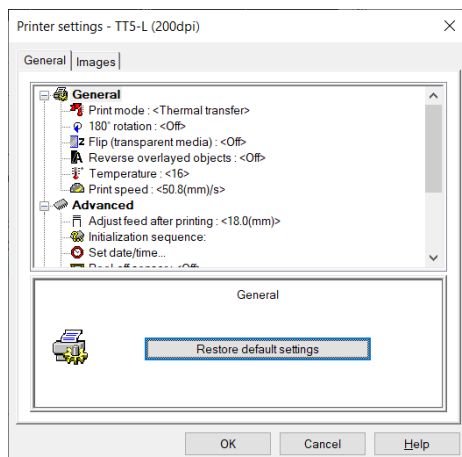 Printer settings - TT5-L (200dpi)
General Images
General
Print mode : <Thermal transfer>
180° rotation : <Off>
Flip (transparent media) : <Off>
Reverse overlayed objects : <Off>
Temperature : <16>
Print speed : <50.8(mm)/s>
Advanced
Adjust feed after printing : <18.0(mm)>
Initialization sequence:
Set date/time...
General
Restore default settings
OK Cancel Help